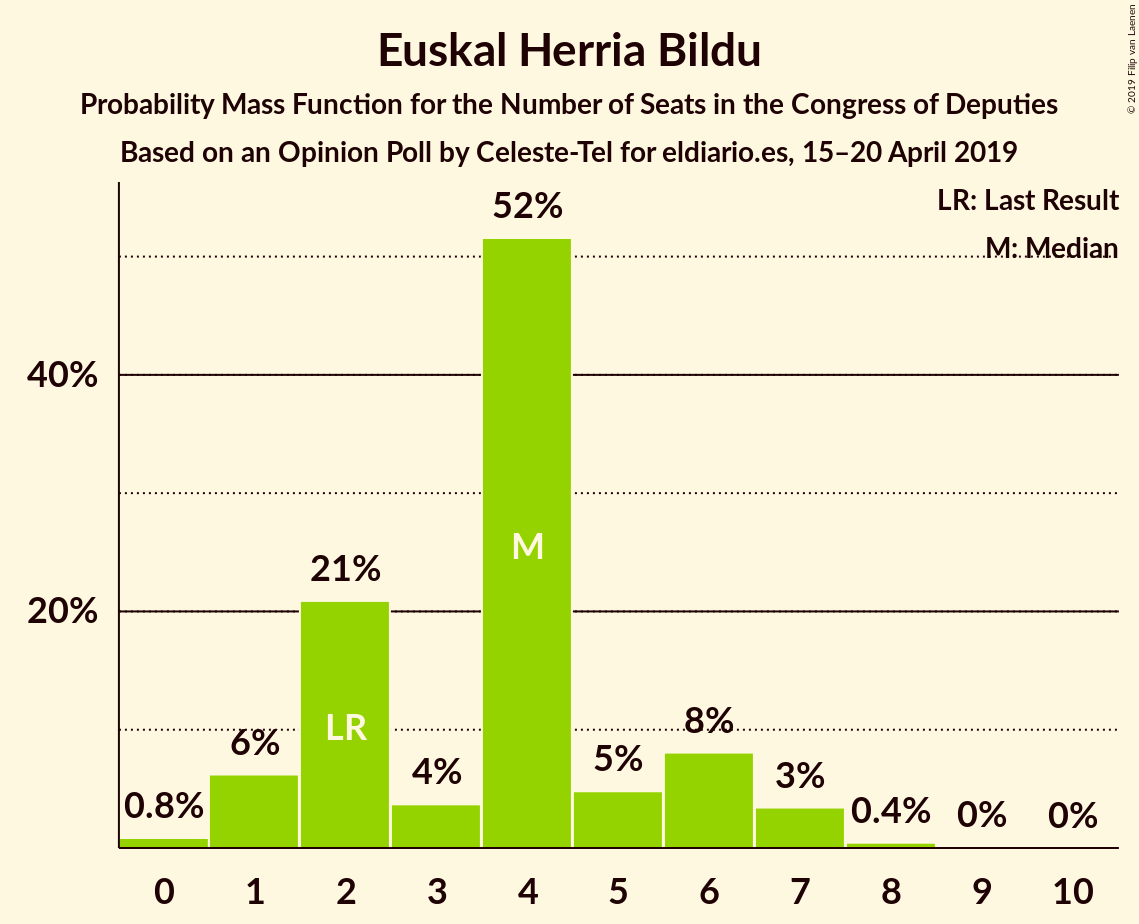 Euskal Herria Bildu
Probability Mass Function for the Number of Seats in the Congress of Deputies
Based on an Opinion Poll by Celeste-Tel for eldiario.es, 15–20 April 2019
© 2019 Filip van Laenen
LR: Last Result
M: Median
40%
20%
0.8%
6%
21%
4%
52%
5%
8%
3%
0.4%
0%
0%
LR
M
0 1 2 3 4 5 6 7 8 9 10